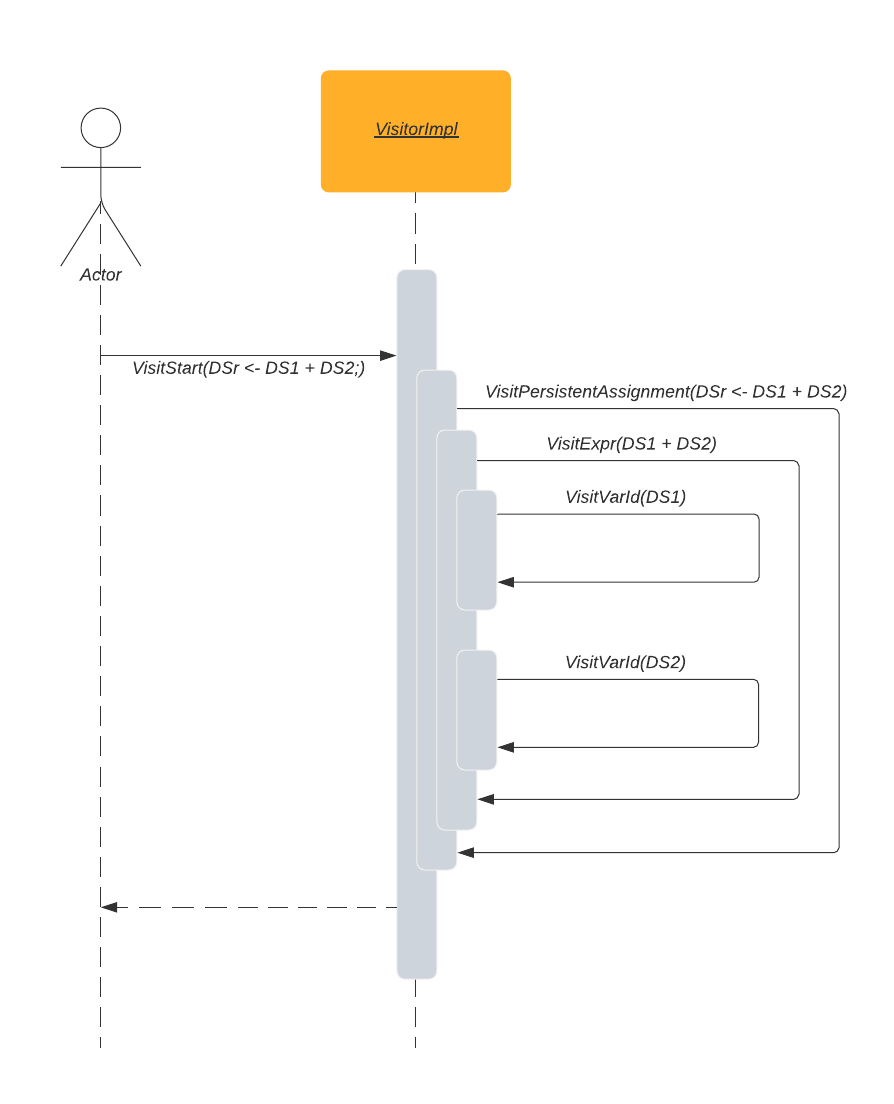 VisitorImpl
Actor
VisitStart(DSr <- DS1 + DS2;)
VisitPersistentAssignment(DSr <- DS1 + DS2)
VisitExpr(DS1 + DS2)
VisitVarId(DS1)
VisitVarId(DS2)